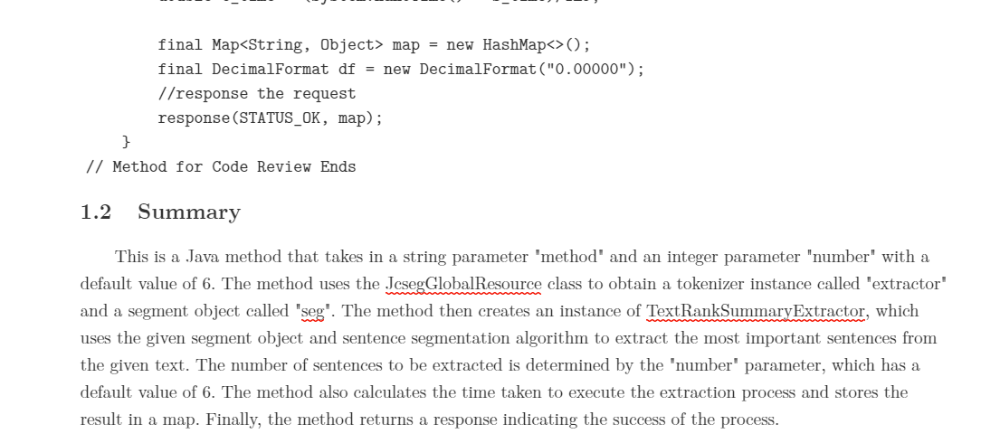 final Map<String, Object> map = new HashMap<>();
final DecimalFormat df = new DecimalFormat("0.00000");
//response the request
response(STATUS_OK, map);
}
// Method for Code Review Ends
1.2 Summary
This is a Java method that takes in a string parameter "method" and an integer parameter "number" with a
default value of 6. The method uses the JcsegGlobalResource class to obtain a tokenizer instance called "extractor"
and a segment object called "seg". The method then creates an instance of TextRankSummaryExtractor, which
uses the given segment object and sentence segmentation algorithm to extract the most important sentences from
the given text. The number of sentences to be extracted is determined by the "number" parameter, which has a
default value of 6. The method also calculates the time taken to execute the extraction process and stores the
result in a map. Finally, the method returns a response indicating the success of the process.